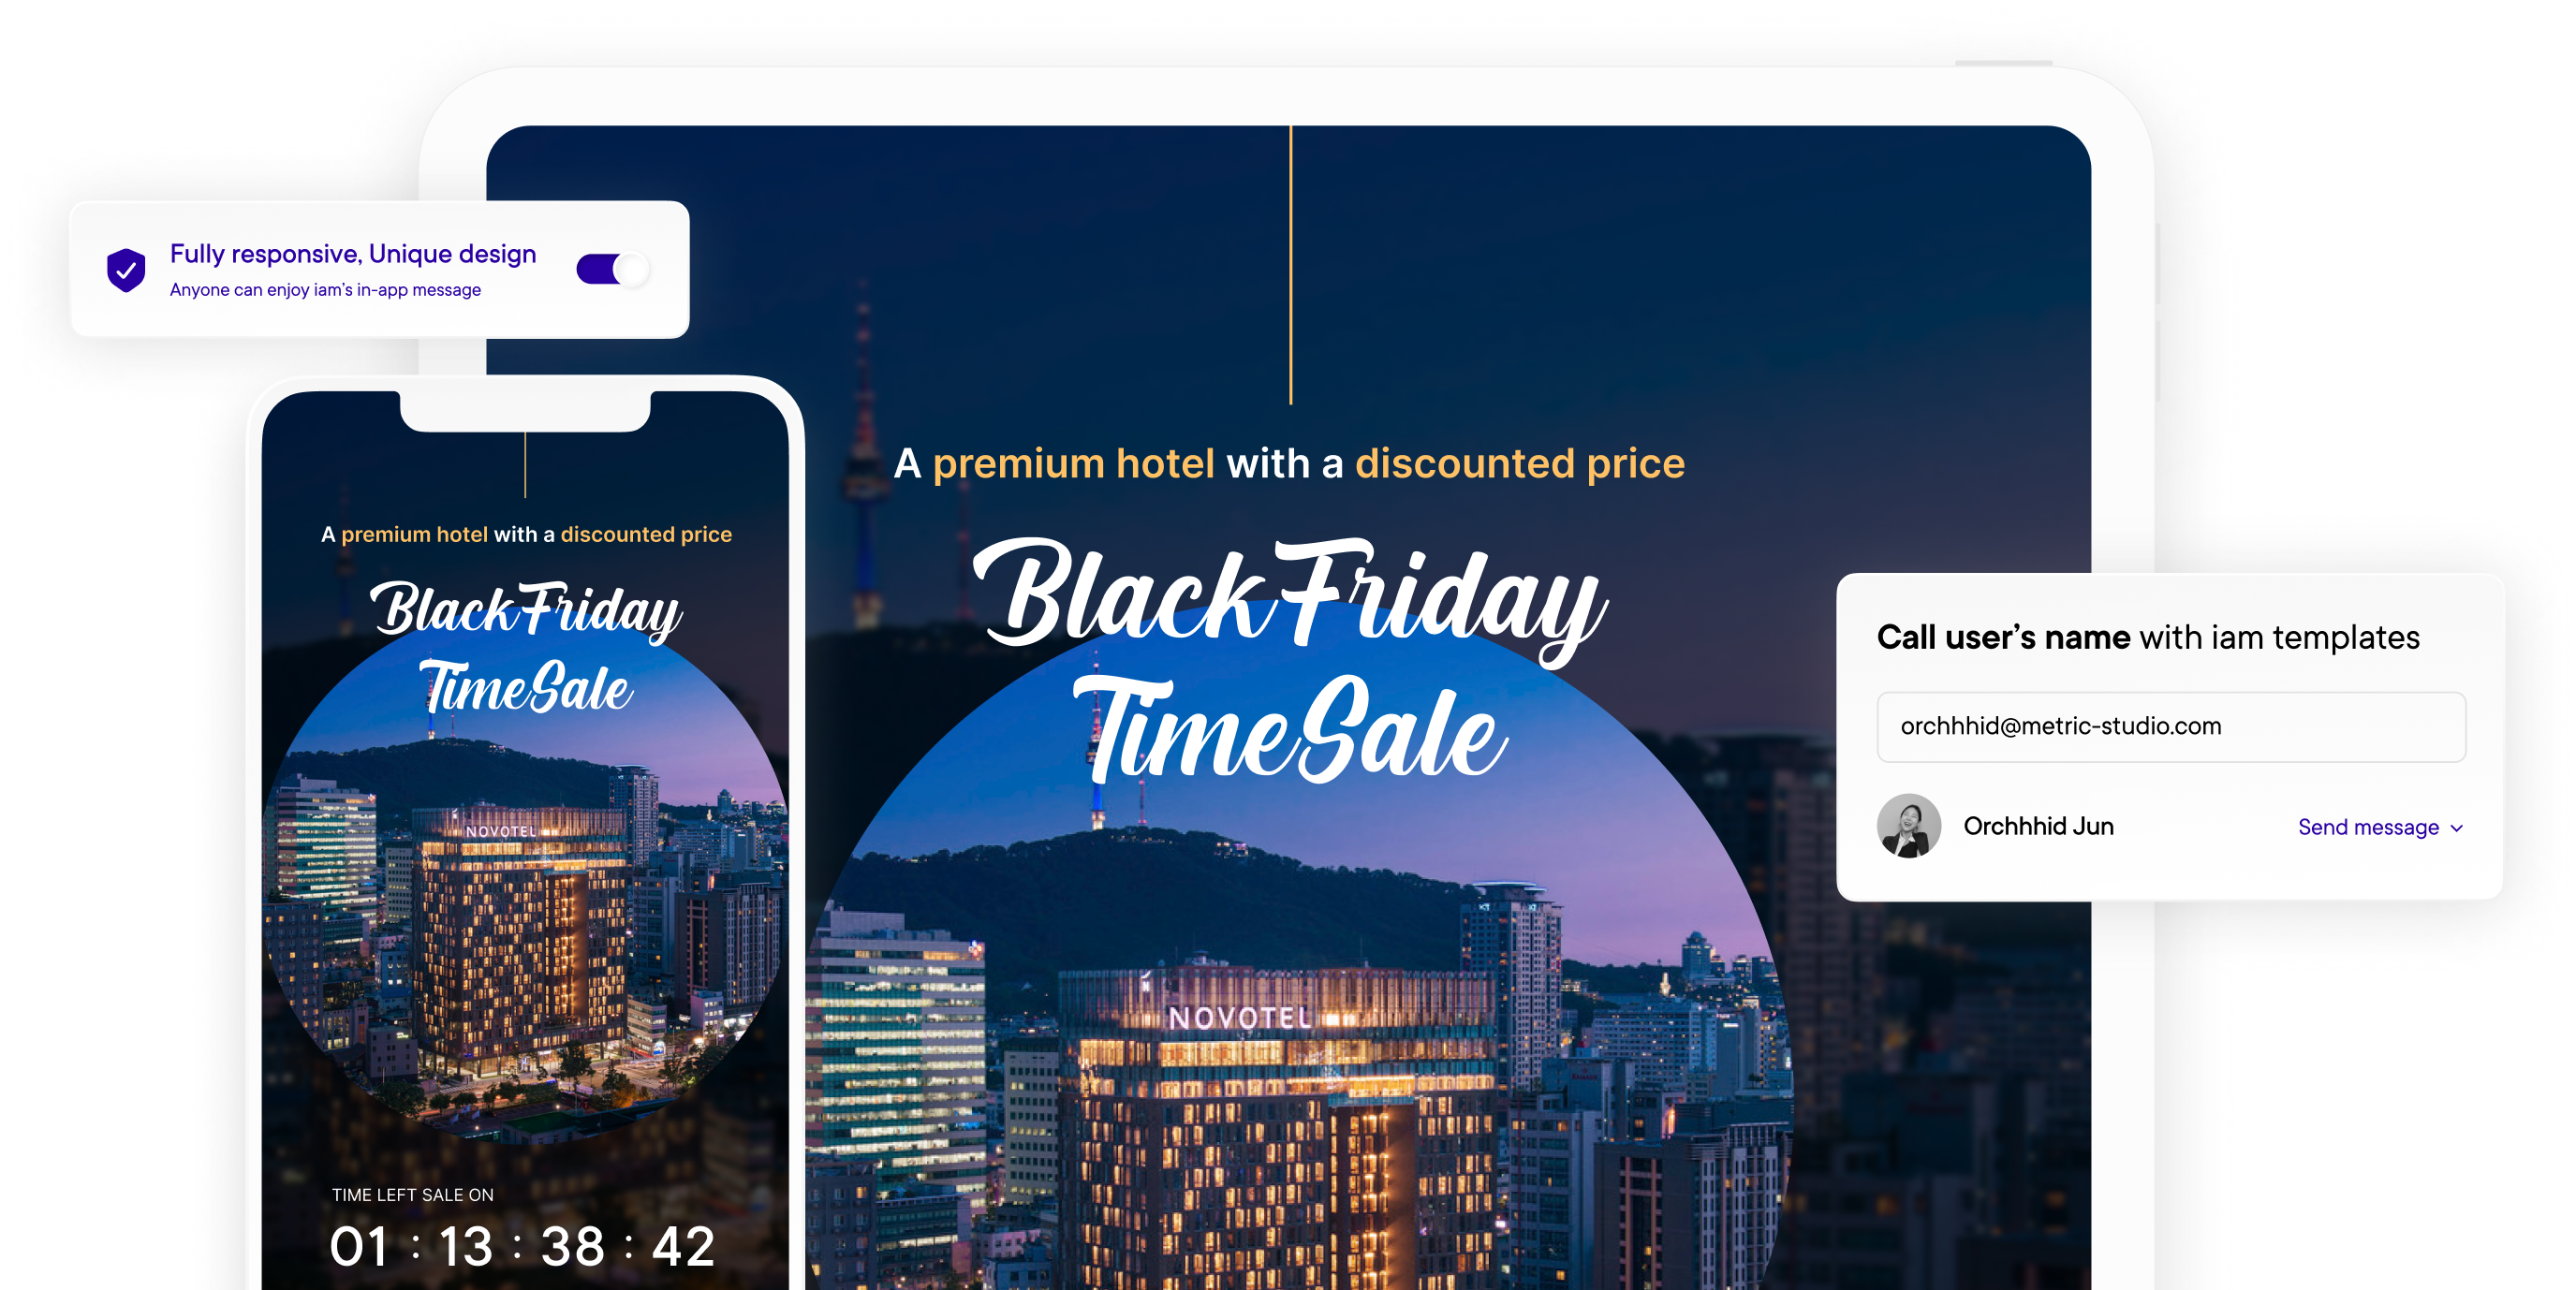 Fully responsive, Unique design
Anyone can enjoy iam's in-app message
A premium hotel with a discounted price
BlackFriday
TimeSale
NOVOTEL
TIME LEFT SALE ON
01 : 13 : 38 : 42
A premium hotel with a discounted price
BlackFriday
TimeSale
NOVOTEL
Call user’s name with iam templates
orchhhid@metric-studio.com
Orchhhid Jun
Send message